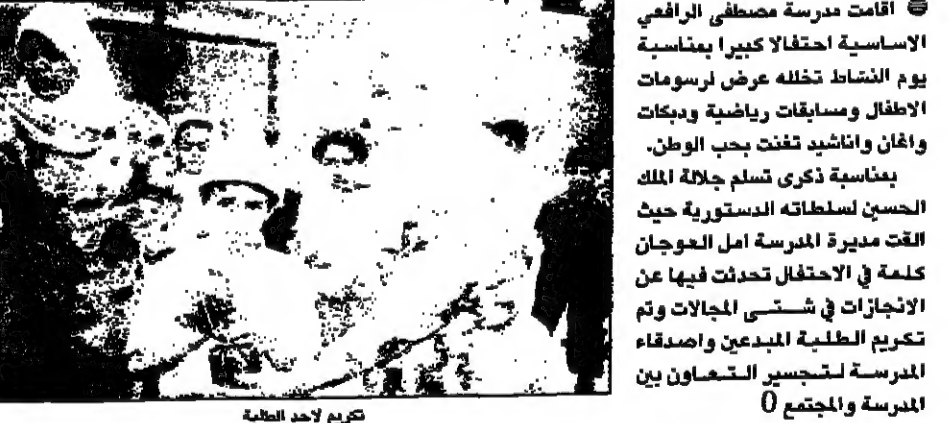 اقامت مدرسة مصطفى الرافعي
الاساسية احتفالا كبيرا بمناسبة
يوم النشاط تخلله عرض لرسومات
الاطفال ومسابقات رياضية ودبكات
واغان واناشيد تغنت بحب الوطن.
بمناسبة ذكرى تسلم جلالة الملك
الحسين لسلطاته الدستورية حيث
القت مديرة المدرسة امل العوجان
كلمة في الاحتفال تحدثت فيها عن
الانجازات في شتى المجالات وتم
تكريم الطلبة المبدعين واصدقاء
المدرسة لتجسير التعاون بين
المدرسة والمجتمع 0
تكريم لاحد الطلبة